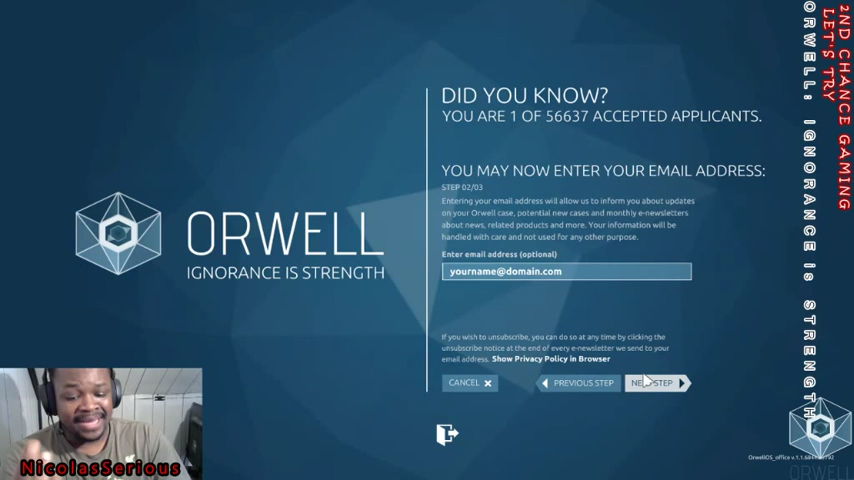 DID YOU KNOW?
YOU ARE 1 OF 56637 ACCEPTED APPLICANTS.
YOU MAY NOW ENTER YOUR EMAIL ADDRESS:
STEP 02/03
Entering your email address will allow us to inform you about updates
on your Orwell case, potential new cases and monthly e-newsletters
about news, related products and more. Your information will be
handled with care and not used for any other purpose.
Enter email address (optional)
yourname@domain.com
If you wish to unsubscribe, you can do so at any time by clicking the
unsubscribe notice at the end of every e-newsletter we send to your
email address. Show Privacy Policy in Browser
CANCEL
PREVIOUS STEP
STEP
ORWELL
IGNORANCE IS STRENGTH
NicolasSerious
2ND CHANCE GAMING
LET'S TRY
ORWELL: IGNORANCE is STRENGTH
ORWELL